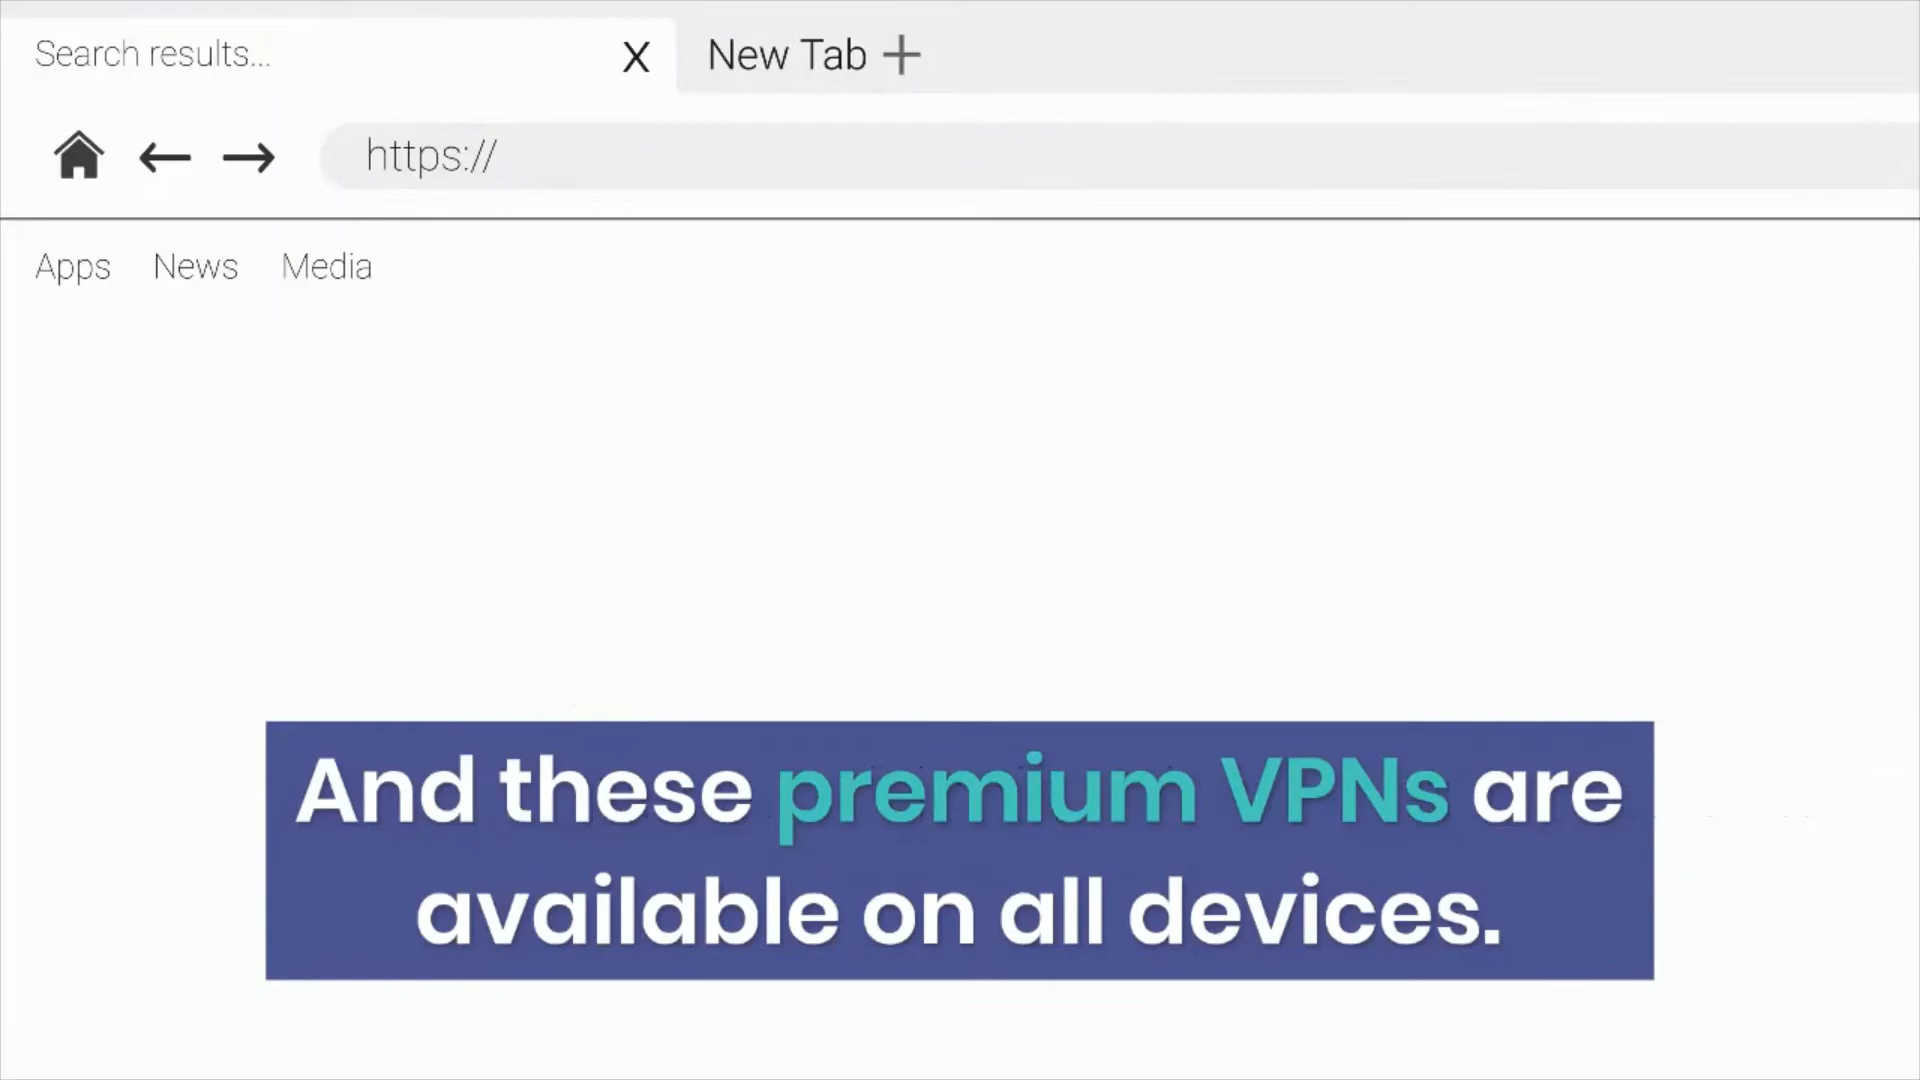 Search results...
X
New Tab +
https://
Apps News Media
And these premium VPNs are
available on all devices.